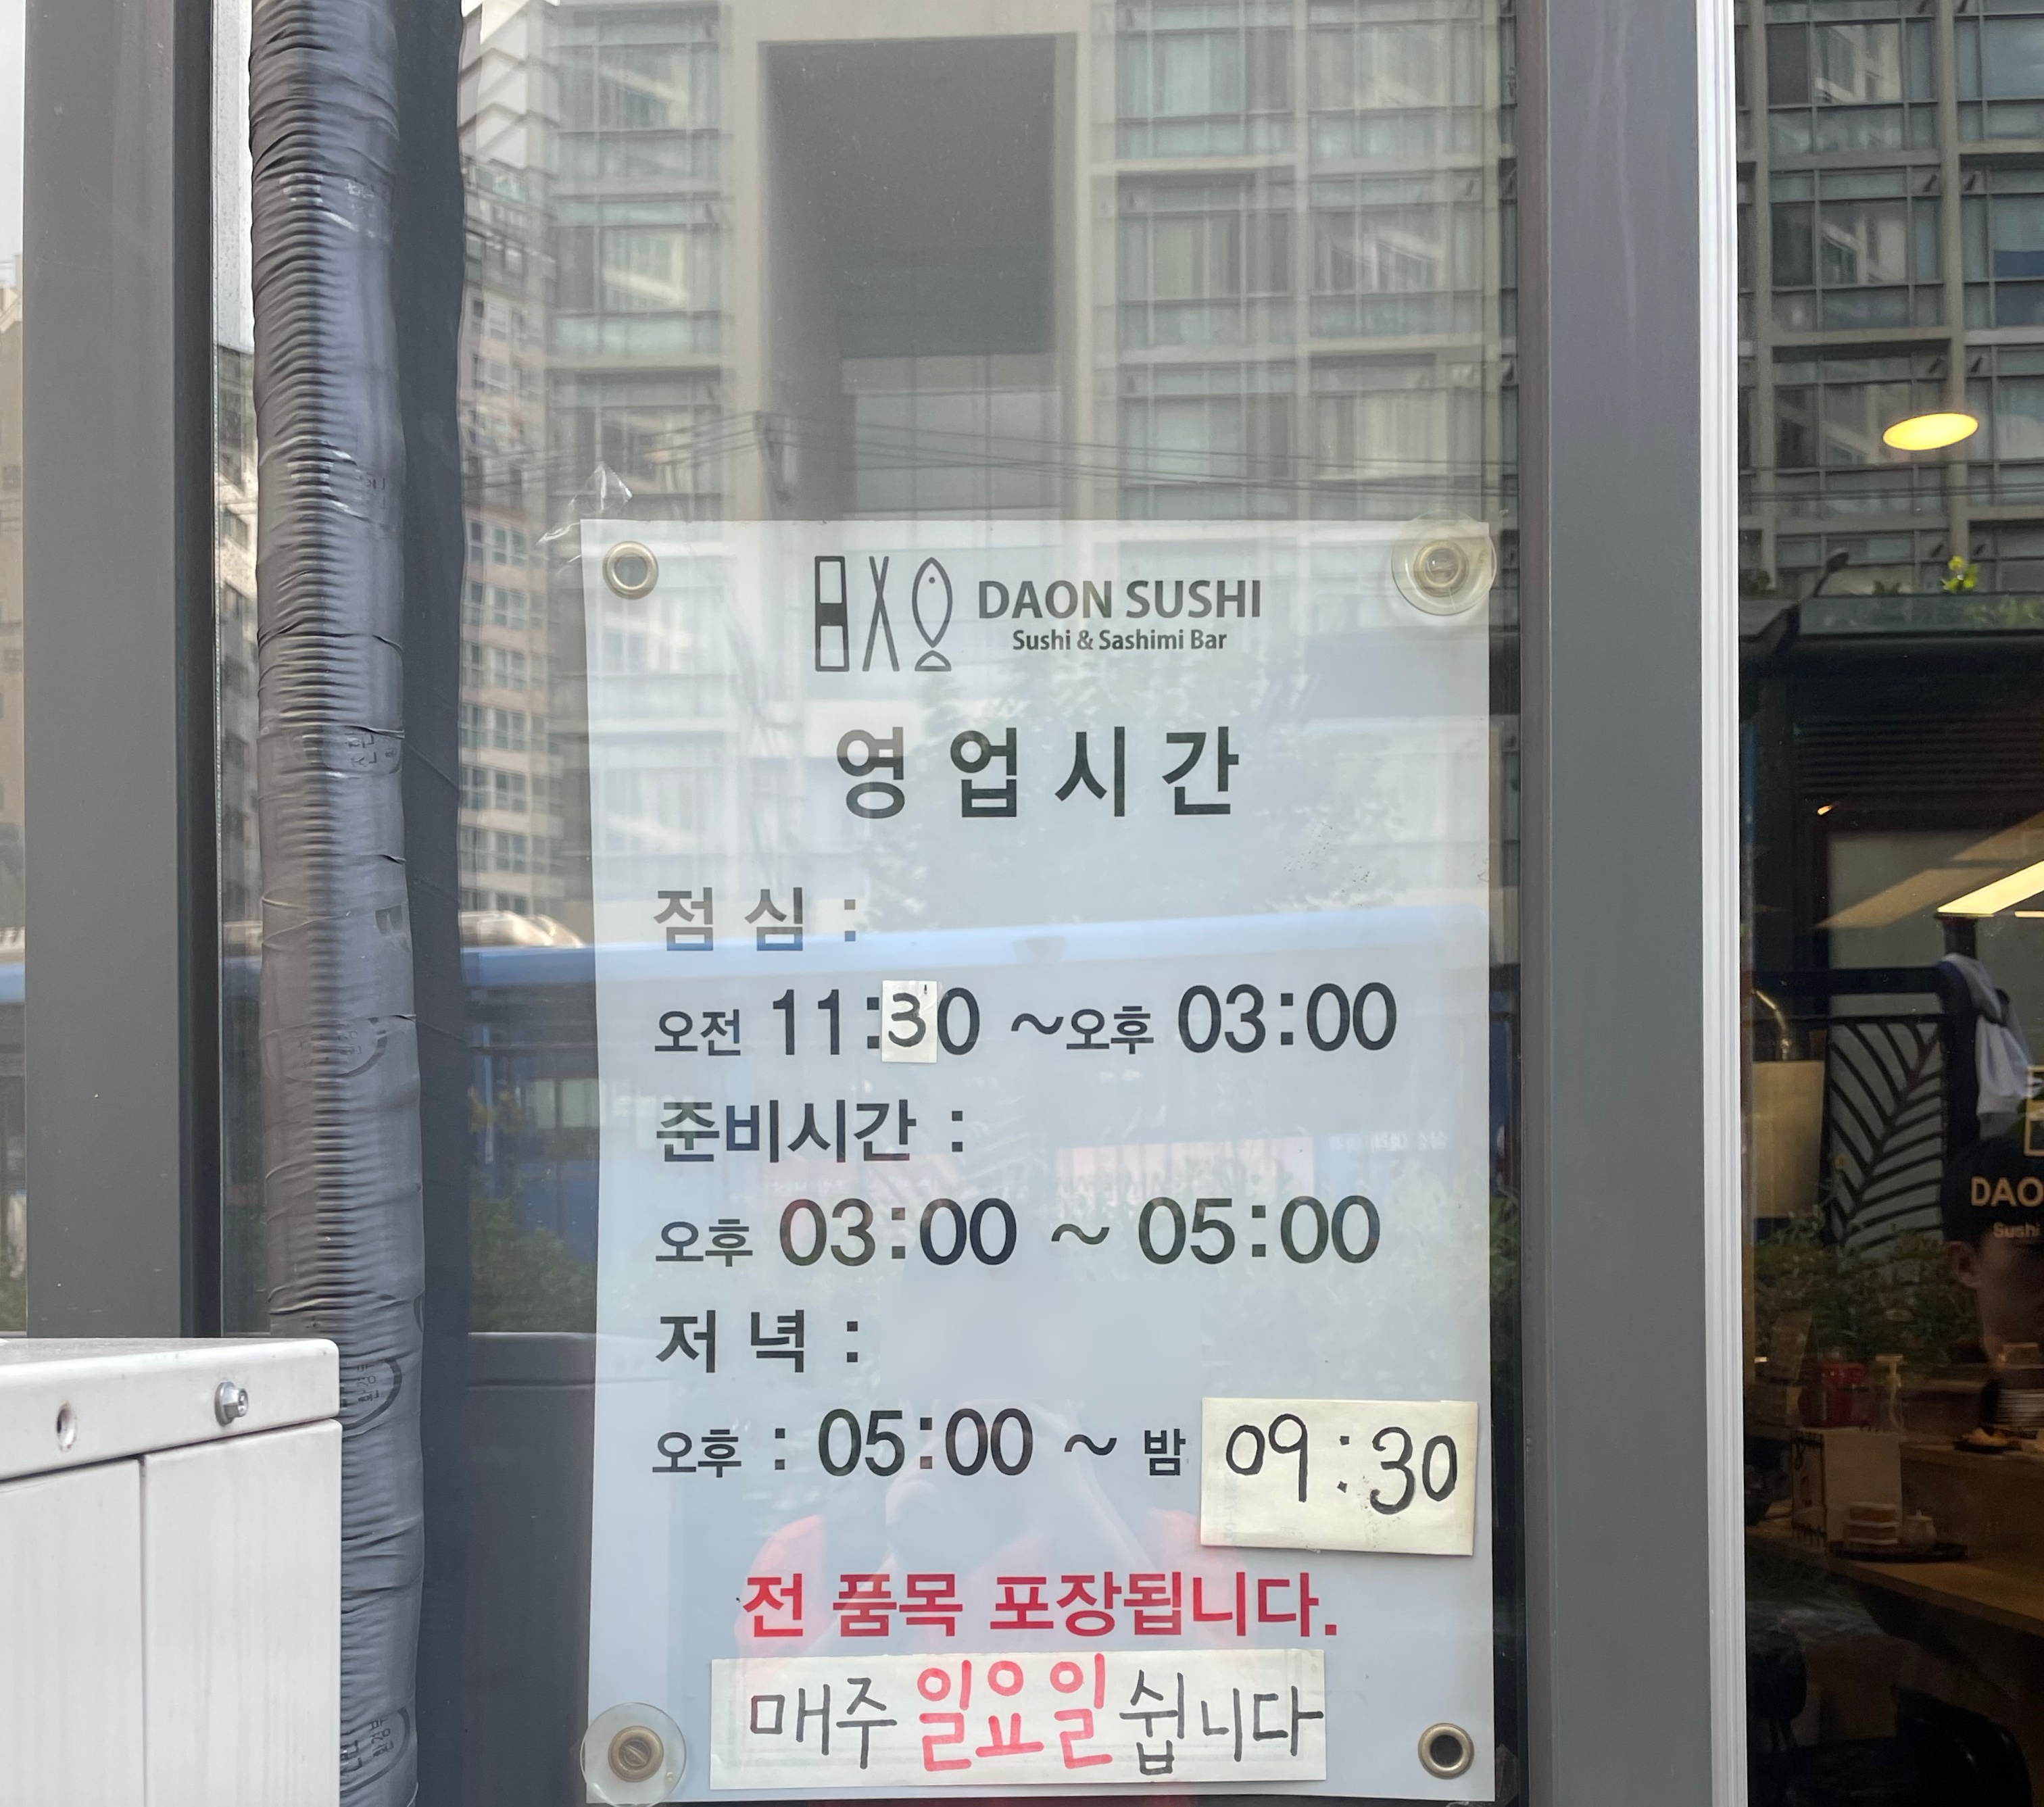 DAON SUSHI
Sushi & Sashimi Bar
영업시간
점심 :
오전 11:30 ~오후 03:00
준비시간 :
오후 03:00 ~ 05:00
저녁 :
오후 : 05:00 ~ 밤 09:30
전 품목 포장됩니다.
매주 일요일 쉽니다
DAO
Sushi